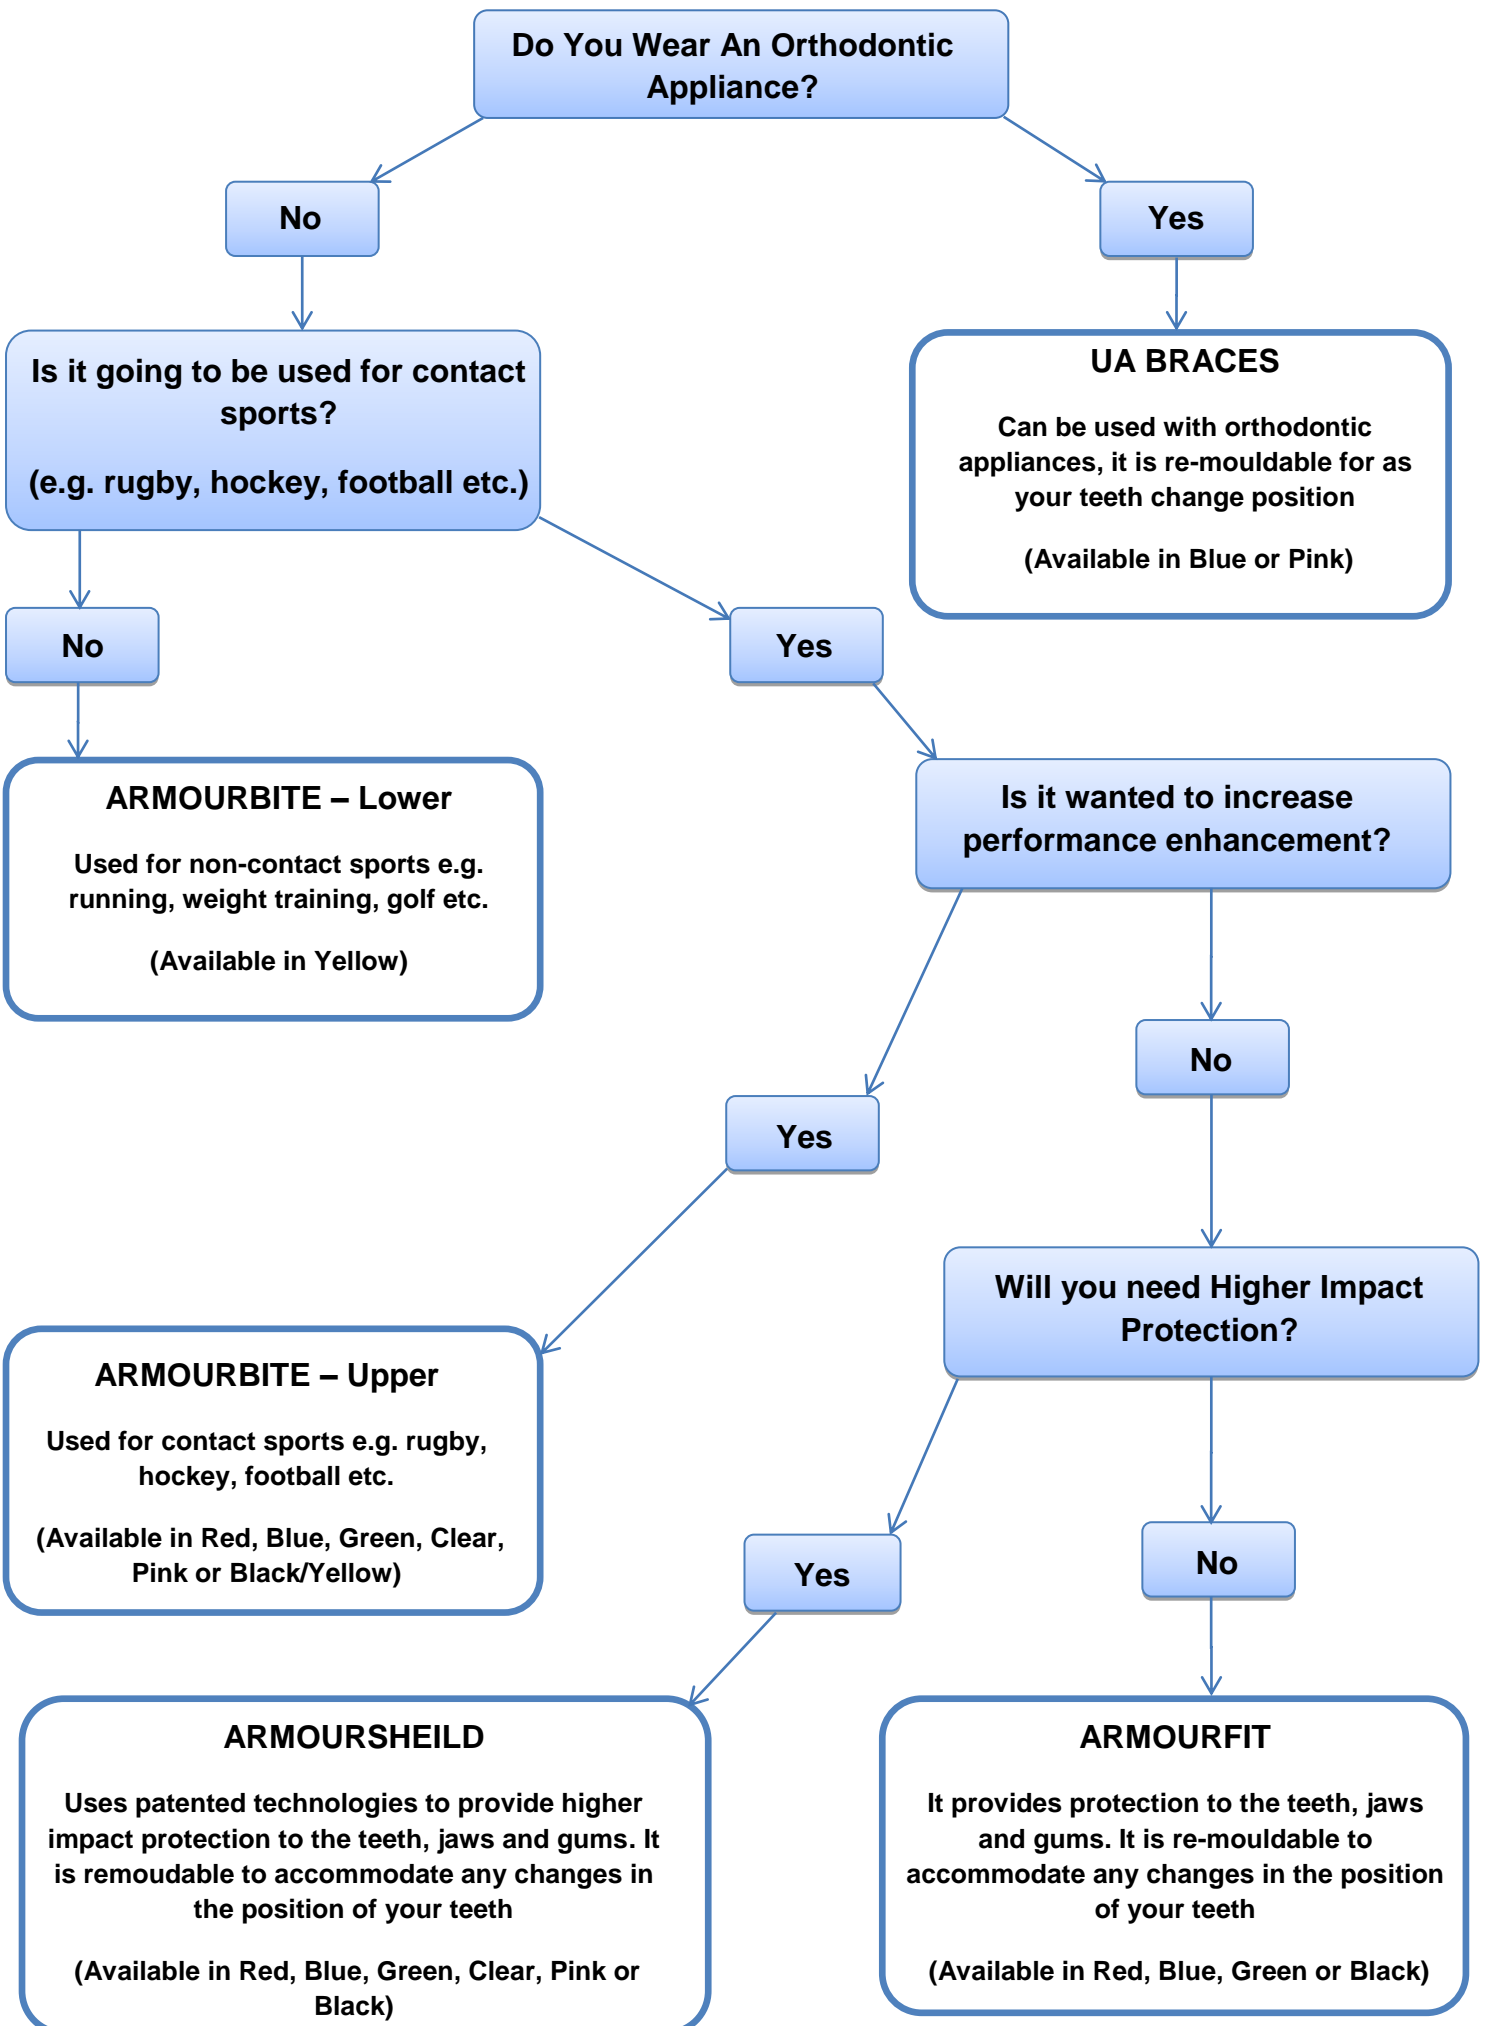 Do You Wear An Orthodontic
Appliance?
No
Yes
Is it going to be used for contact
sports?
(e.g. rugby, hockey, football etc.)
UA BRACES
Can be used with orthodontic
appliances, it is re-mouldable for as
your teeth change position
(Available in Blue or Pink)
No
Yes
ARMOURBITE – Lower
Used for non-contact sports e.g.
running, weight training, golf etc.
(Available in Yellow)
Is it wanted to increase
performance enhancement?
No
Yes
Will you need Higher Impact
Protection?
ARMOURBITE – Upper
Used for contact sports e.g. rugby,
hockey, football etc.
(Available in Red, Blue, Green, Clear,
Pink or Black/Yellow)
Yes
No
ARMOURSHEILD
Uses patented technologies to provide higher
impact protection to the teeth, jaws and gums. It
is remoudable to accommodate any changes in
the position of your teeth
(Available in Red, Blue, Green, Clear, Pink or
Black)
ARMOURFIT
It provides protection to the teeth, jaws
and gums. It is re-mouldable to
accommodate any changes in the position
of your teeth
(Available in Red, Blue, Green or Black)